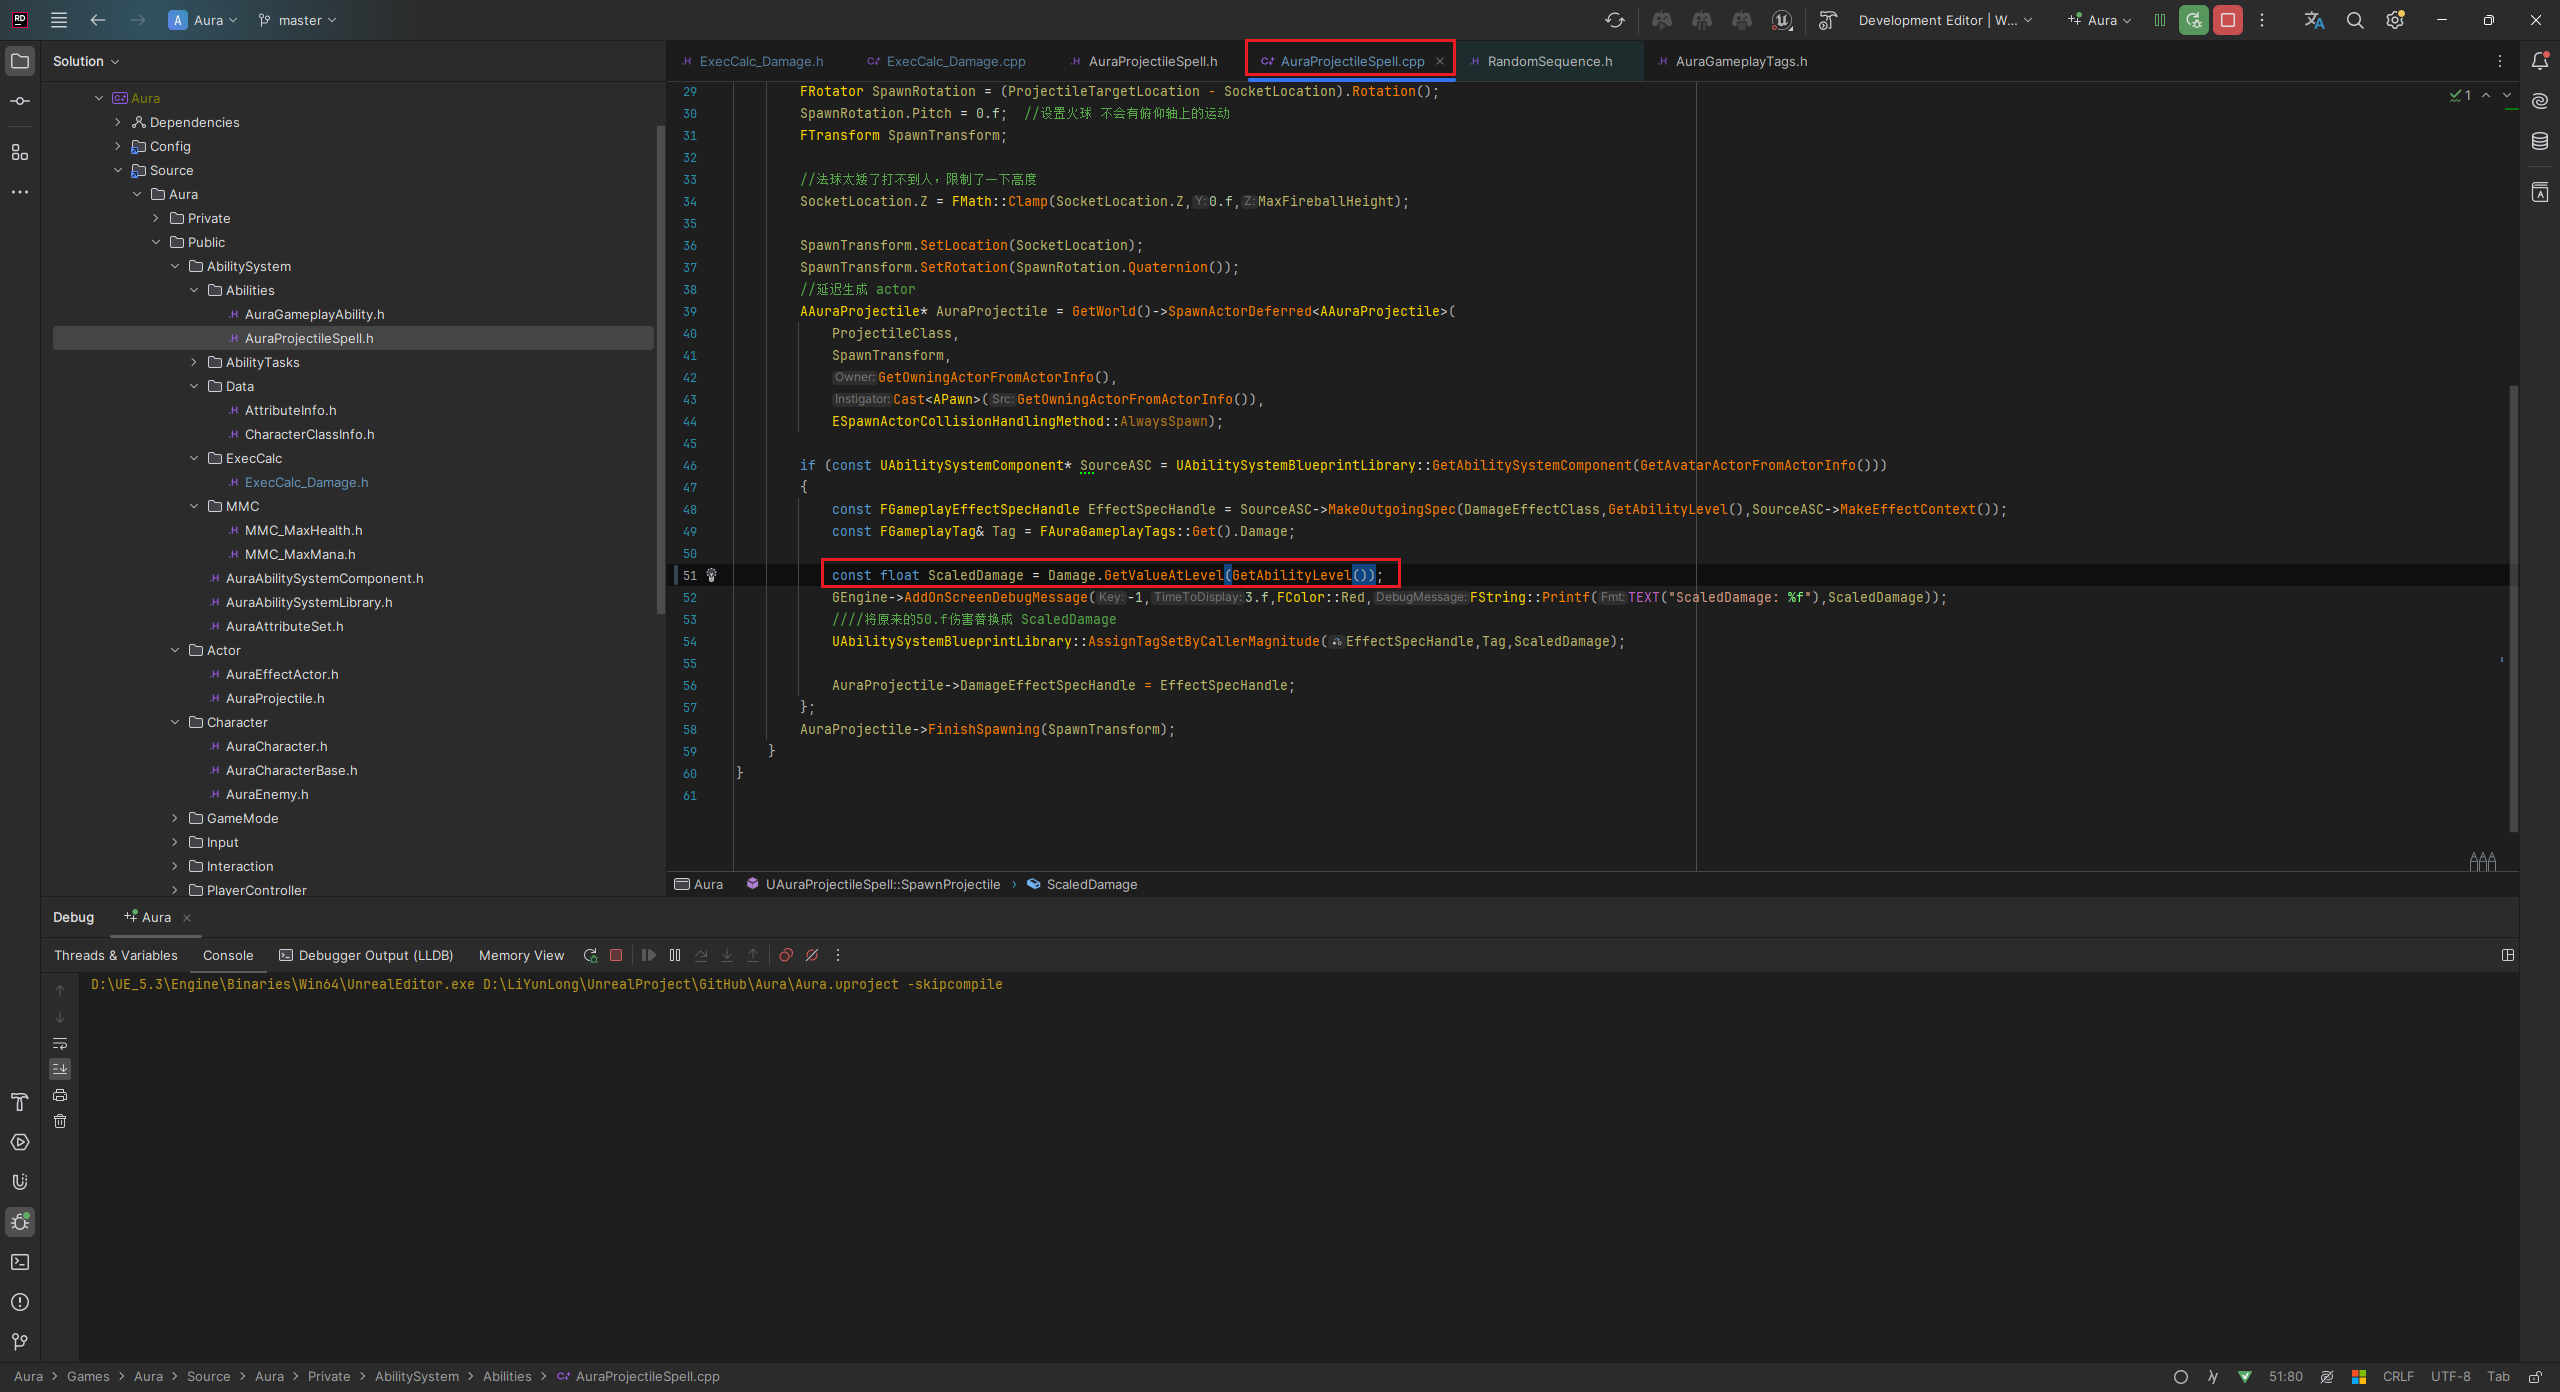 RD A Aura master Development Editor | W... Aura
Solution
Aura
Dependencies
Config
Source
Aura
Private
Public
AbilitySystem
Abilities
.H AuraGameplayAbility.h
.H AuraProjectileSpell.h
AbilityTasks
Data
.H AttributeInfo.h
.H CharacterClassInfo.h
ExecCalc
.H ExecCalc_Damage.h
MMC
.H MMC_MaxHealth.h
.H MMC_MaxMana.h
.H AuraAbilitySystemComponent.h
.H AuraAbilitySystemLibrary.h
.H AuraAttributeSet.h
Actor
.H AuraEffectActor.h
.H AuraProjectile.h
Character
.H AuraCharacter.h
.H AuraCharacterBase.h
.H AuraEnemy.h
GameMode
Input
Interaction
PlayerController
.H ExecCalc_Damage.h C+ ExecCalc_Damage.cpp .H AuraProjectileSpell.h C+ AuraProjectileSpell.cpp .H RandomSequence.h .H AuraGameplayTags.h
1
29 FRotator SpawnRotation = (ProjectileTargetLocation - SocketLocation).Rotation();
30 SpawnRotation.Pitch = 0.f; //设置火球 不会有俯仰轴上的运动
31 FTransform SpawnTransform;
32
33 //法球太矮了打不到人，限制了一下高度
34 SocketLocation.Z = FMath::Clamp(SocketLocation.Z, Y: 0.f, Z: MaxFireballHeight);
35
36 SpawnTransform.SetLocation(SocketLocation);
37 SpawnTransform.SetRotation(SpawnRotation.Quaternion());
38 //延迟生成 actor
39 AAuraProjectile* AuraProjectile = GetWorld()->SpawnActorDeferred<AAuraProjectile>(
40 ProjectileClass,
41 SpawnTransform,
42 Owner: GetOwningActorFromActorInfo(),
43 Instigator: Cast<APawn>( Src: GetOwningActorFromActorInfo()),
44 ESpawnActorCollisionHandlingMethod::AlwaysSpawn);
45
46 if (const UAbilitySystemComponent* SourceASC = UAbilitySystemBlueprintLibrary::GetAbilitySystemComponent(GetAvatarActorFromActorInfo()))
47 {
48 const FGameplayEffectSpecHandle EffectSpecHandle = SourceASC->MakeOutgoingSpec(DamageEffectClass,GetAbilityLevel(),SourceASC->MakeEffectContext());
49 const FGameplayTag& Tag = FAuraGameplayTags::Get().Damage;
50
51 const float ScaledDamage = Damage.GetValueAtLevel(GetAbilityLevel());
52 GEngine->AddOnScreenDebugMessage( Key: -1, TimeToDisplay: 3.f,FColor::Red, DebugMessage: FString::Printf( Fmt: TEXT("ScaledDamage: %f"),ScaledDamage));
53 ////将原来的50.f伤害替换成 ScaledDamage
54 UAbilitySystemBlueprintLibrary::AssignTagSetByCallerMagnitude(EffectSpecHandle,Tag,ScaledDamage);
55
56 AuraProjectile->DamageEffectSpecHandle = EffectSpecHandle;
57 };
58 AuraProjectile->FinishSpawning(SpawnTransform);
59 }
60 }
61
Aura UAuraProjectileSpell::SpawnProjectile › ScaledDamage
Debug Aura
Threads & Variables Console Debugger Output (LLDB) Memory View
D:\UE_5.3\Engine\Binaries\Win64\UnrealEditor.exe D:\LiYunLong\UnrealProject\GitHub\Aura\Aura.uproject -skipcompile
Aura > Games > Aura > Source > Aura > Private > AbilitySystem > Abilities > C+ AuraProjectileSpell.cpp 51:80 CRLF UTF-8 Tab